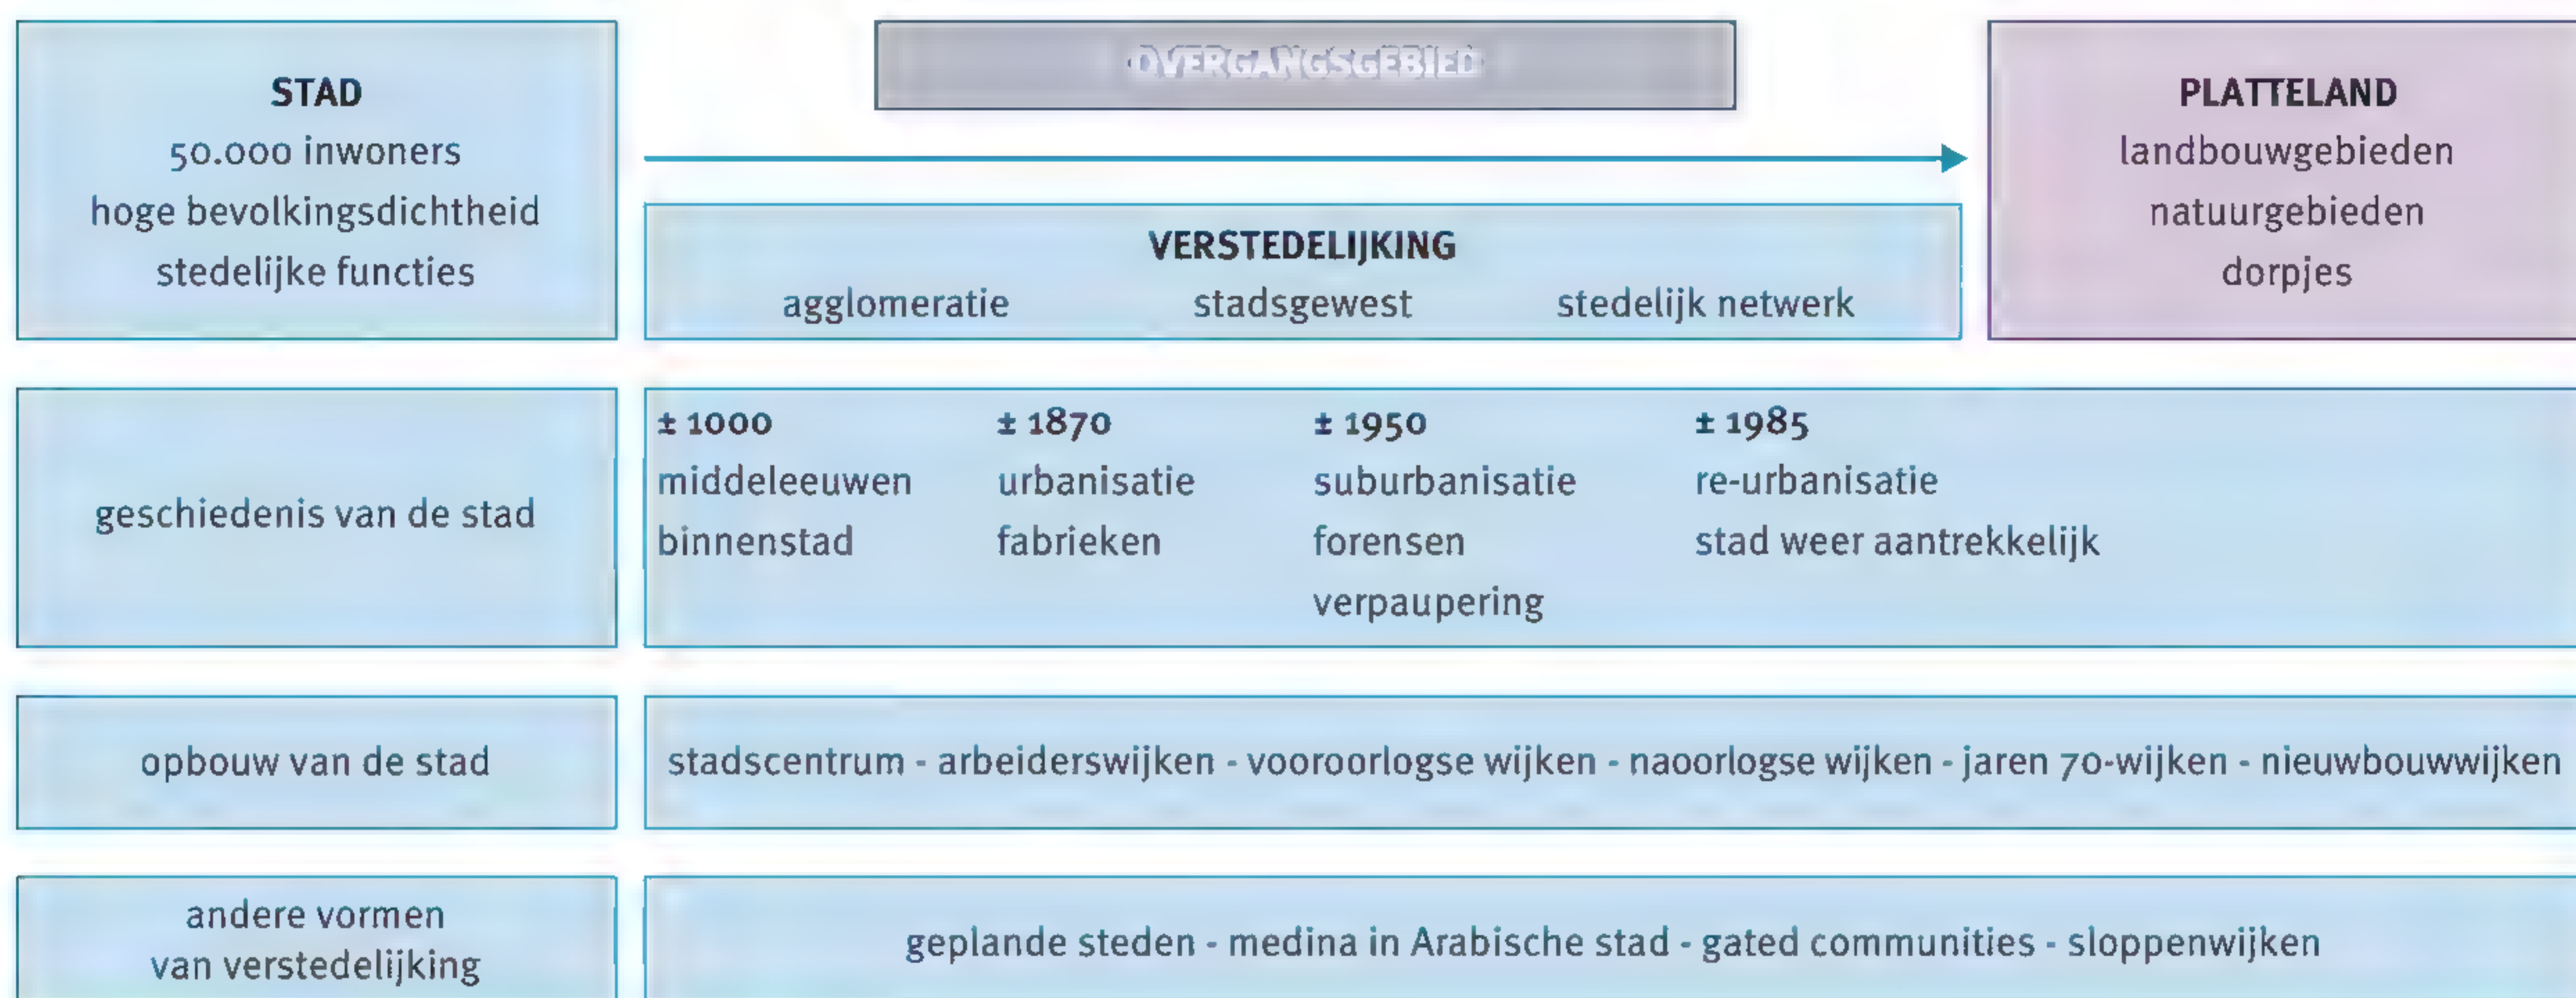 STAD
50.000 inwoners
hoge bevolkingsdichtheid
stedelijke functies
OVERGANGSGEBIED
VERSTEDELIJKING
agglomeratie stadsgewest stedelijk netwerk
PLATTELAND
landbouwgebieden
natuurgebieden
dorpjes
geschiedenis van de stad
± 1000
middeleeuwen
binnenstad
± 1870
urbanisatie
fabrieken
± 1950
suburbanisatie
forensen
verpaupering
± 1985
re-urbanisatie
stad weer aantrekkelijk
opbouw van de stad
stadscentrum - arbeiderswijken - vooroorlogse wijken - naoorlogse wijken - jaren 70-wijken - nieuwbouwwijken
andere vormen
van verstedelijking
geplande steden - medina in Arabische stad - gated communities - sloppenwijken